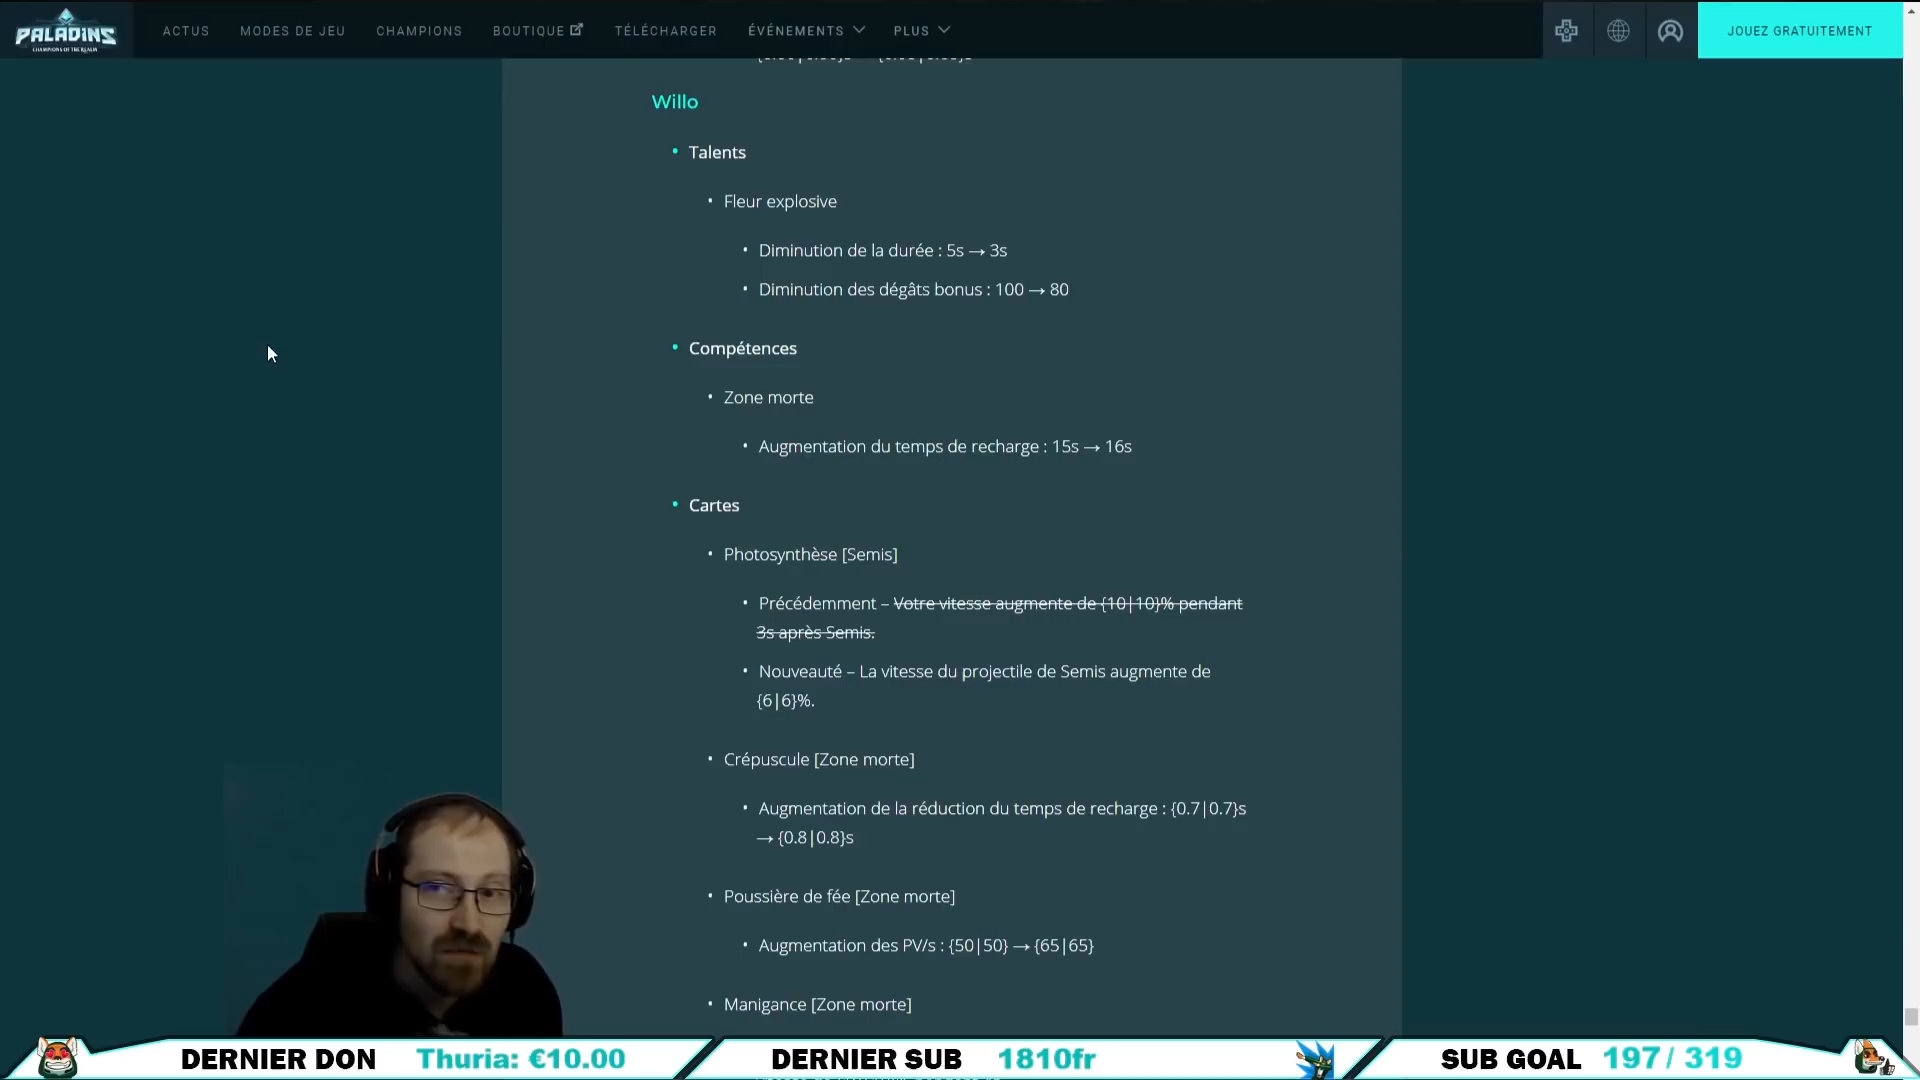 PALADINS
CHAMPIONS OF THE REALM
ACTUS
MODES DE JEU
CHAMPIONS
BOUTIQUE
TÉLÉCHARGER
ÉVÉNEMENTS
PLUS
JOUEZ GRATUITEMENT
Willo
• Talents
• Fleur explosive
• Diminution de la durée : 5s → 3s
• Diminution des dégâts bonus : 100 → 80
• Compétences
• Zone morte
• Augmentation du temps de recharge : 15s → 16s
• Cartes
• Photosynthèse [Semis]
• Précédemment – Votre vitesse augmente de {10|10}% pendant
3s après Semis.
• Nouveauté – La vitesse du projectile de Semis augmente de
{6|6}%.
• Crépuscule [Zone morte]
• Augmentation de la réduction du temps de recharge : {0.7|0.7}s
→ {0.8|0.8}s
• Poussière de fée [Zone morte]
• Augmentation des PV/s : {50|50} → {65|65}
• Manigance [Zone morte]
DERNIER DON Thuria: €10.00
DERNIER SUB 1810fr
SUB GOAL 197 / 319